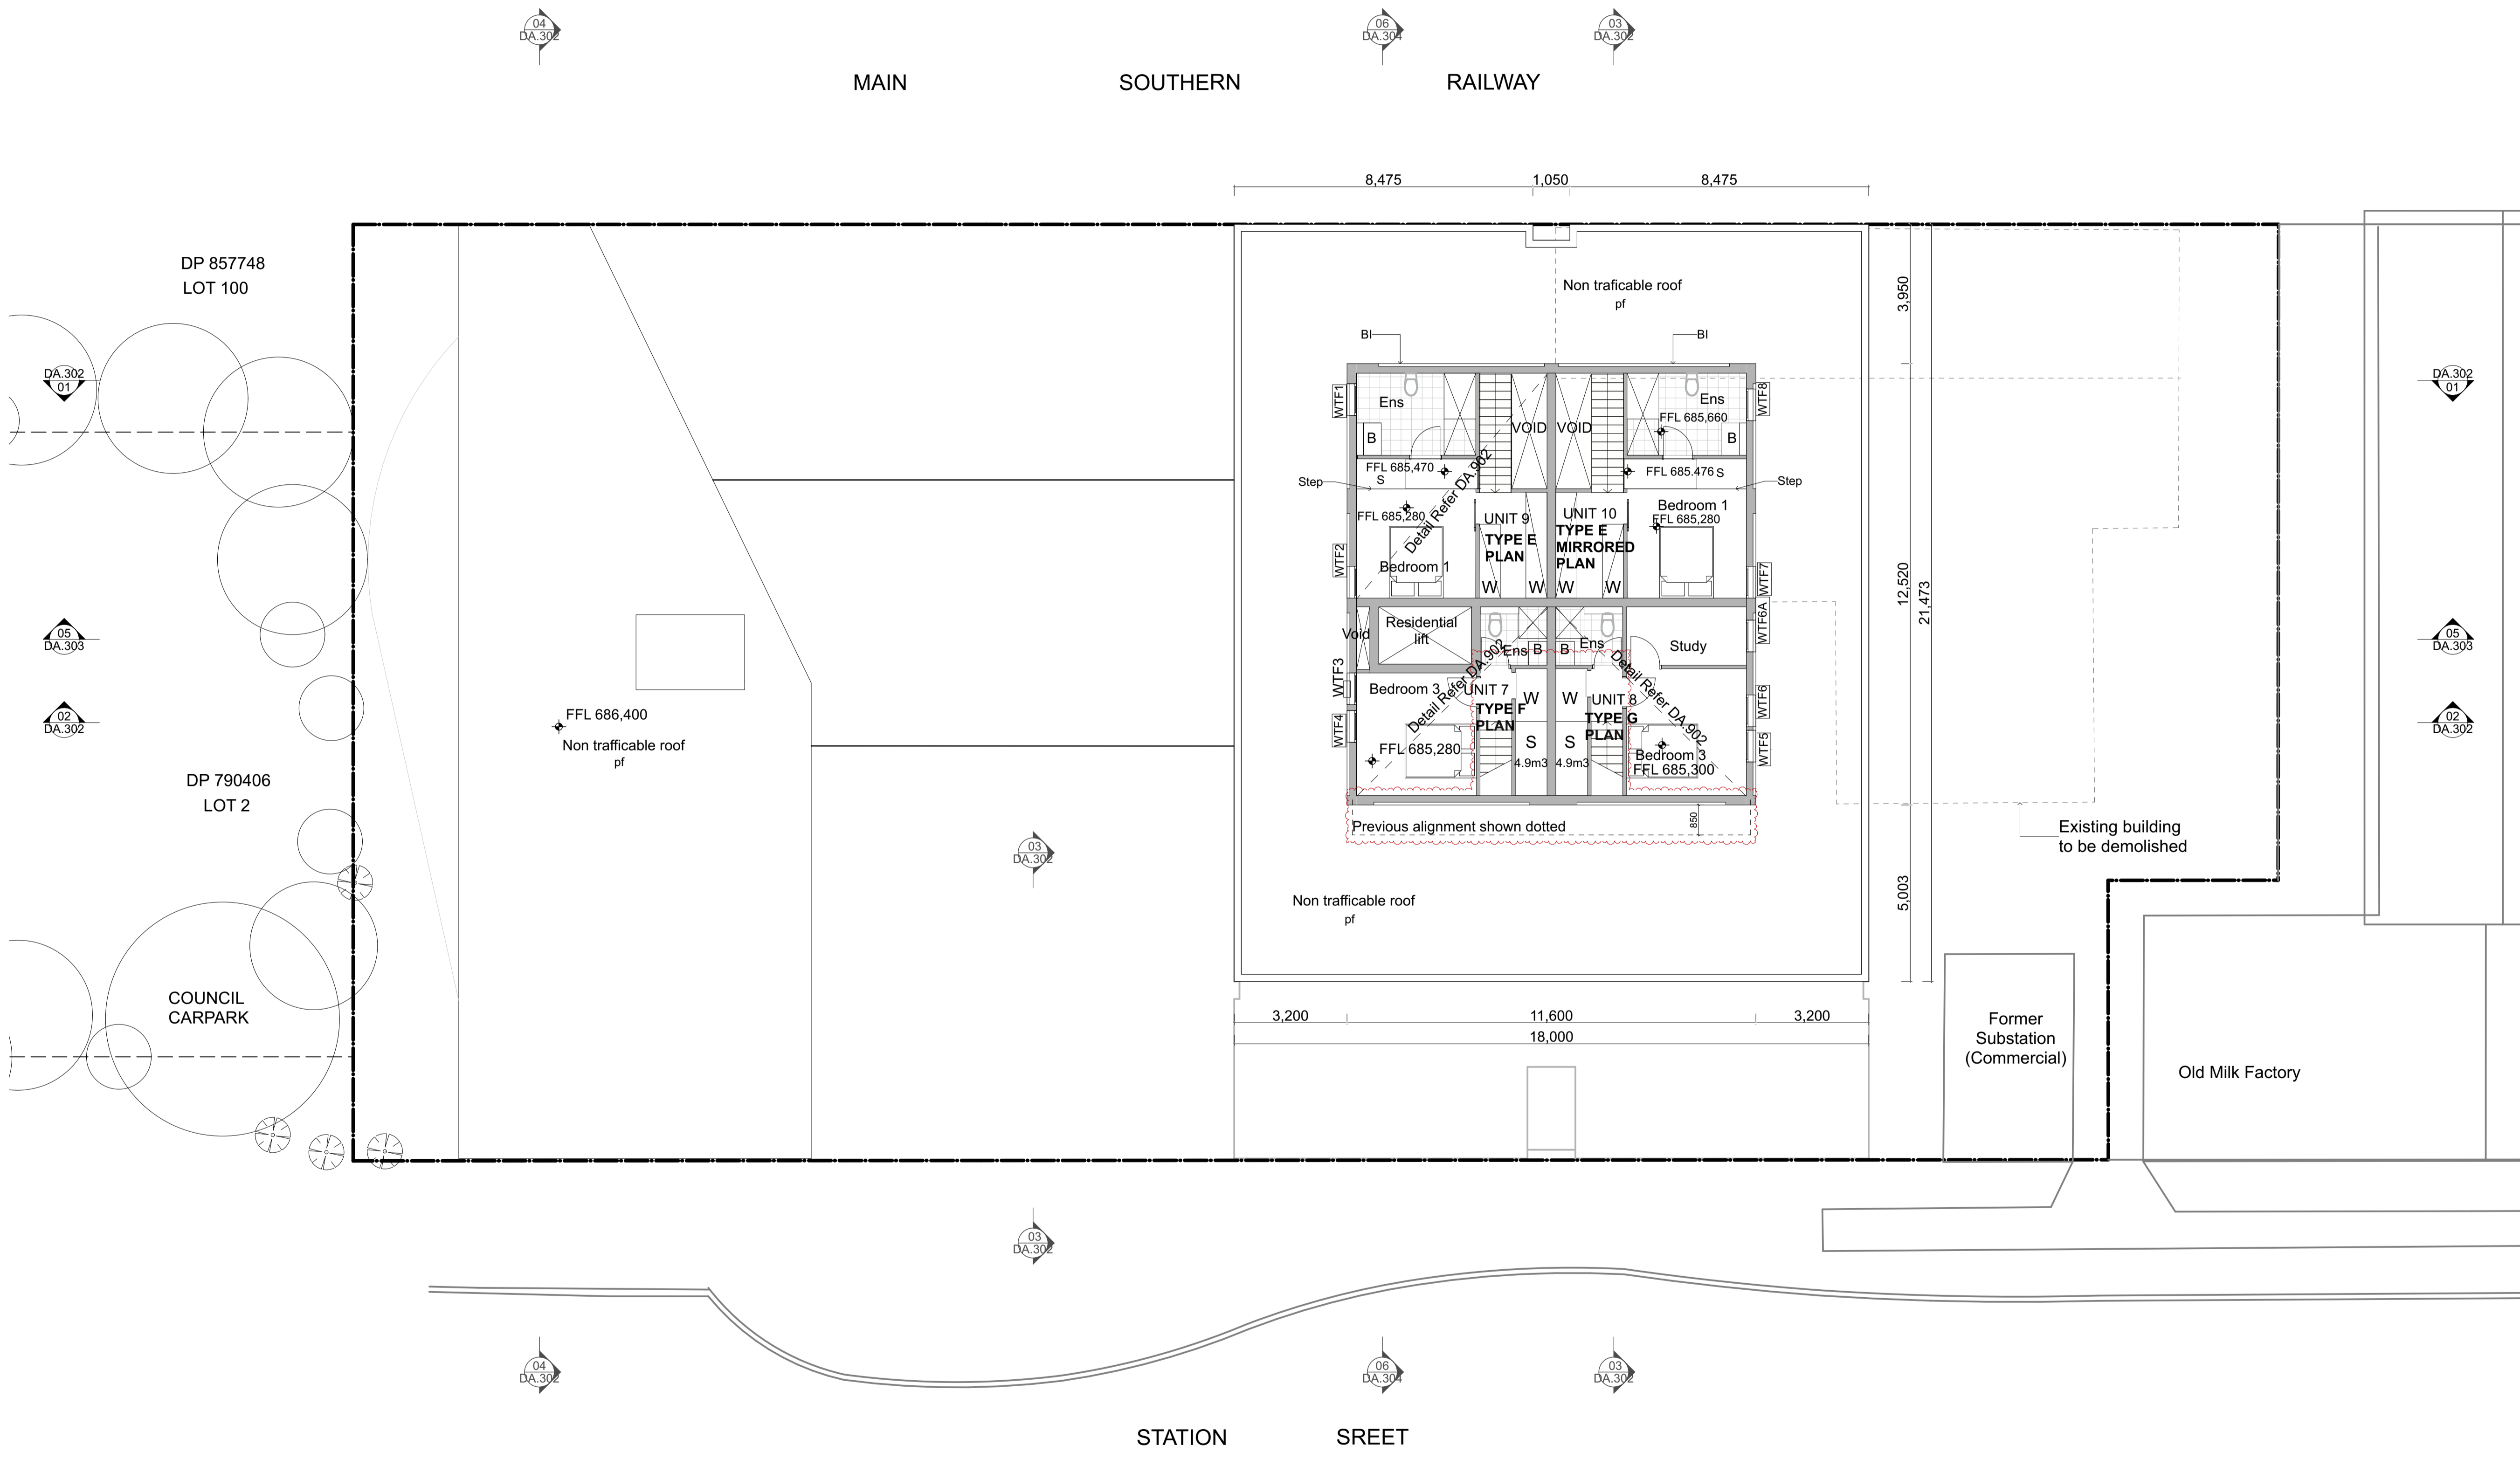 04
DA.302
06
DA.304
03
DA.302
MAIN SOUTHERN RAILWAY
8,475
1,050
8,475
DP 857748
LOT 100
Non traficable roof
pf
3,950
BI
BI
DA.302
01
DA.302
01
WTF1
Ens
VOID
VOID
Ens
FFL 685,660
WTF8
B
B
FFL 685,470
S
FFL 685.476 S
Step
Step
Detail Refer DA.902
FFL 685,280
UNIT 9
TYPE E
PLAN
UNIT 10
TYPE E
MIRRORED
PLAN
Bedroom 1
FFL 685,280
WTF2
Bedroom 1
W
W
W
W
WTF7
12,520
21,473
05
DA.303
05
DA.303
Void
Residential
lift
Ens
B
B
Ens
Study
WTF6A
WTF3
Bedroom 3
Detail Refer DA.902
UNIT 7
TYPE F
PLAN
W
W
UNIT 8
TYPE G
PLAN
Detail Refer DA.902
WTF6
02
DA.302
02
DA.302
FFL 686,400
Non trafficable roof
pf
WTF4
FFL 685,280
S
S
4.9m3
4.9m3
Bedroom 3
FFL 685,300
WTF5
DP 790406
LOT 2
Previous alignment shown dotted
850
Existing building
to be demolished
03
DA.302
Non trafficable roof
pf
5,003
COUNCIL
CARPARK
3,200
11,600
3,200
18,000
Former
Substation
(Commercial)
Old Milk Factory
03
DA.302
04
DA.302
06
DA.304
03
DA.302
STATION SREET